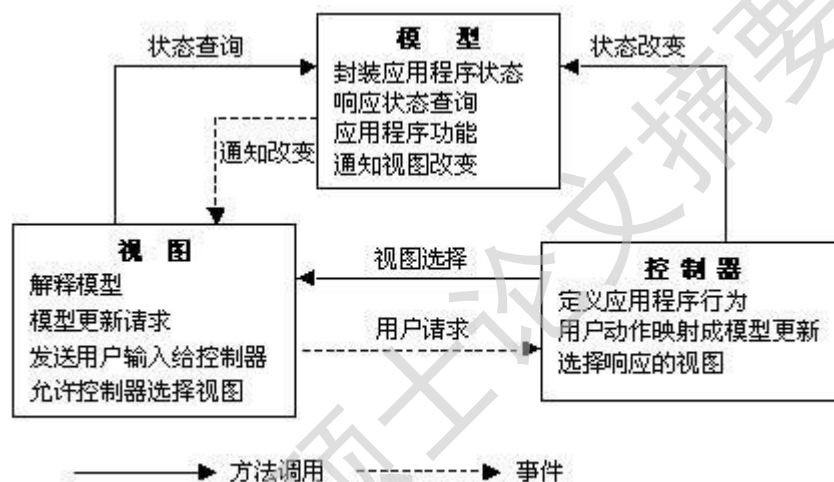 状态查询
模 型
封装应用程序状态
响应状态查询
应用程序功能
通知视图改变
状态改变
通知改变
视 图
解释模型
模型更新请求
发送用户输入给控制器
允许控制器选择视图
视图选择
用户请求
控 制 器
定义应用程序行为
用户动作映射成模型更新
选择响应的视图
方法调用
事件
硕士论文摘要